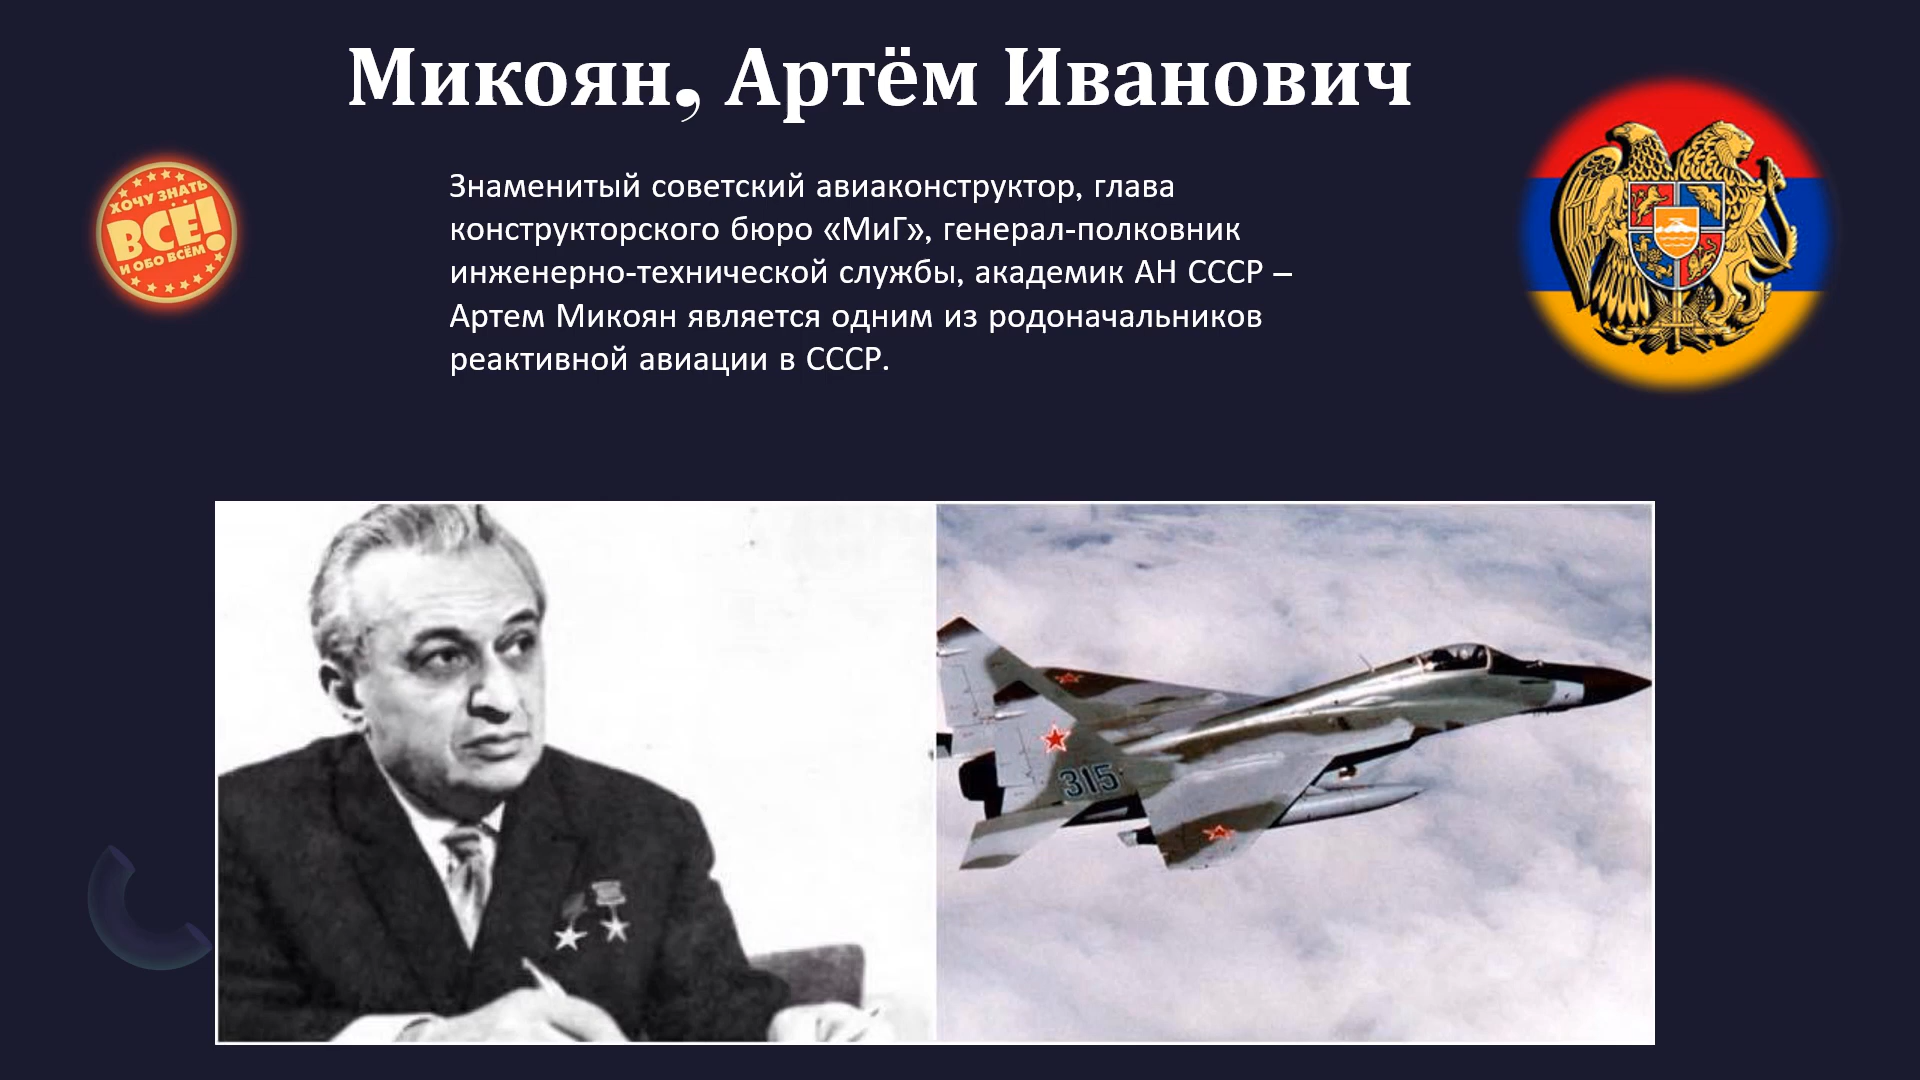 Микоян, Артём Иванович
ХОЧУ ЗНАТЬ
ВСЁ!
И ОБО ВСЁМ
Знаменитый советский авиаконструктор, глава
конструкторского бюро «МиГ», генерал-полковник
инженерно-технической службы, академик АН СССР –
Артем Микоян является одним из родоначальников
реактивной авиации в СССР.
315